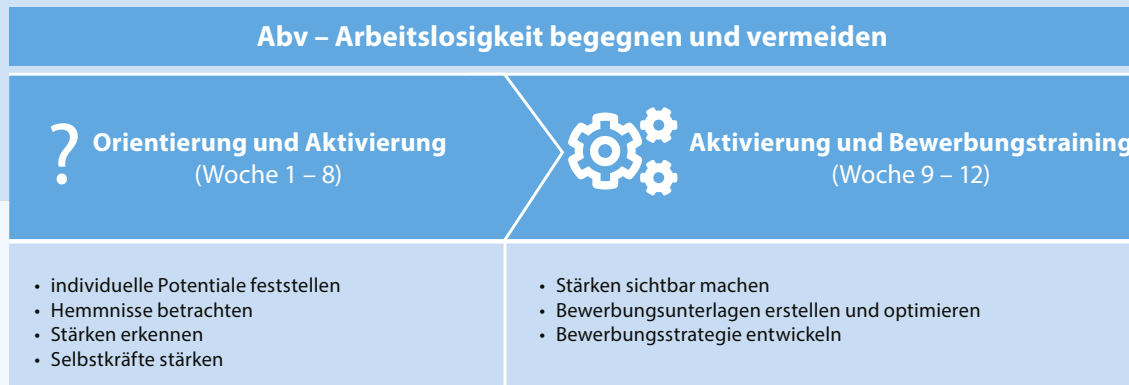 Abv – Arbeitslosigkeit begegnen und vermeiden
? Orientierung und Aktivierung
(Woche 1 – 8)
Aktivierung und Bewerbungstraining
(Woche 9 – 12)
• individuelle Potentiale feststellen
• Hemmnisse betrachten
• Stärken erkennen
• Selbstkräfte stärken
• Stärken sichtbar machen
• Bewerbungsunterlagen erstellen und optimieren
• Bewerbungsstrategie entwickeln